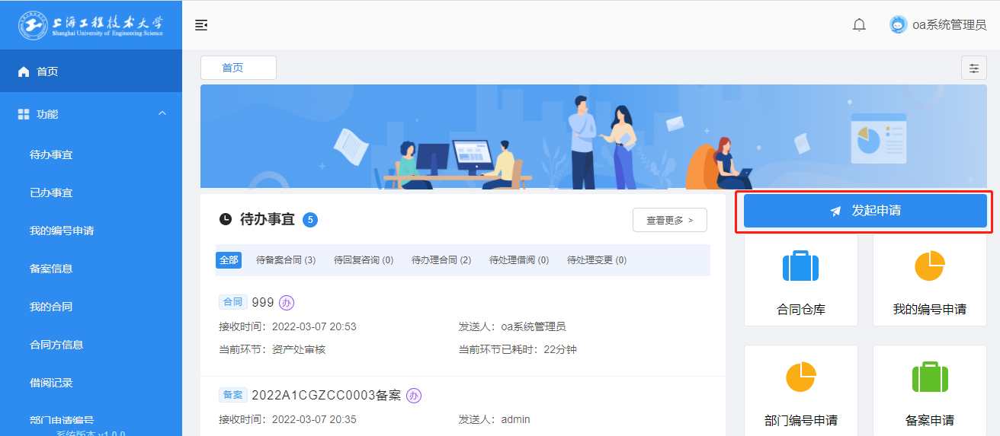 上海工程技术大学
Shanghai University of Engineering Science
oa系统管理员
首页
首页
功能
待办事宜
已办事宜
我的编号申请
备案信息
我的合同
合同方信息
借阅记录
部门申请编号
系统版本 v1.0.0
待办事宜 5
查看更多 >
全部 待备案合同 (3) 待回复咨询 (0) 待办理合同 (2) 待处理借阅 (0) 待处理变更 (0)
合同 999 办
接收时间：2022-03-07 20:53 发送人：oa系统管理员
当前环节：资产处审核 当前环节已耗时：22分钟
备案 2022A1CGZCC0003备案 办
接收时间：2022-03-07 20:35 发送人：admin
发起申请
合同仓库 我的编号申请
部门编号申请 备案申请